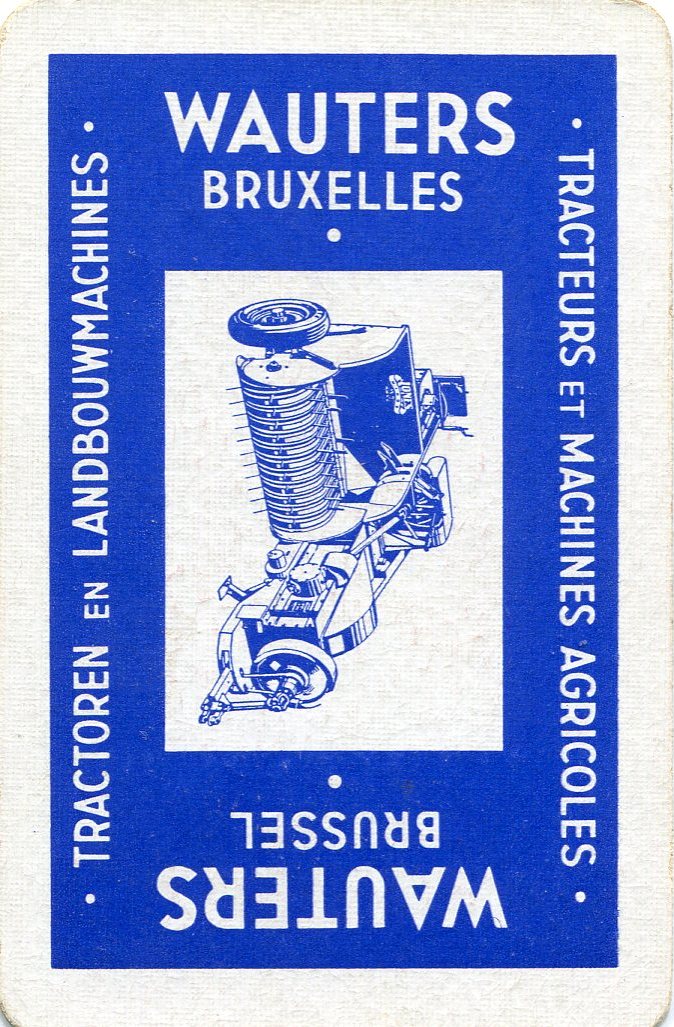 WAUTERS
BRUXELLES
• TRACTEURS ET MACHINES AGRICOLES •
WAUTERS
BRUSSEL
• TRACTOREN EN LANDBOUWMACHINES •